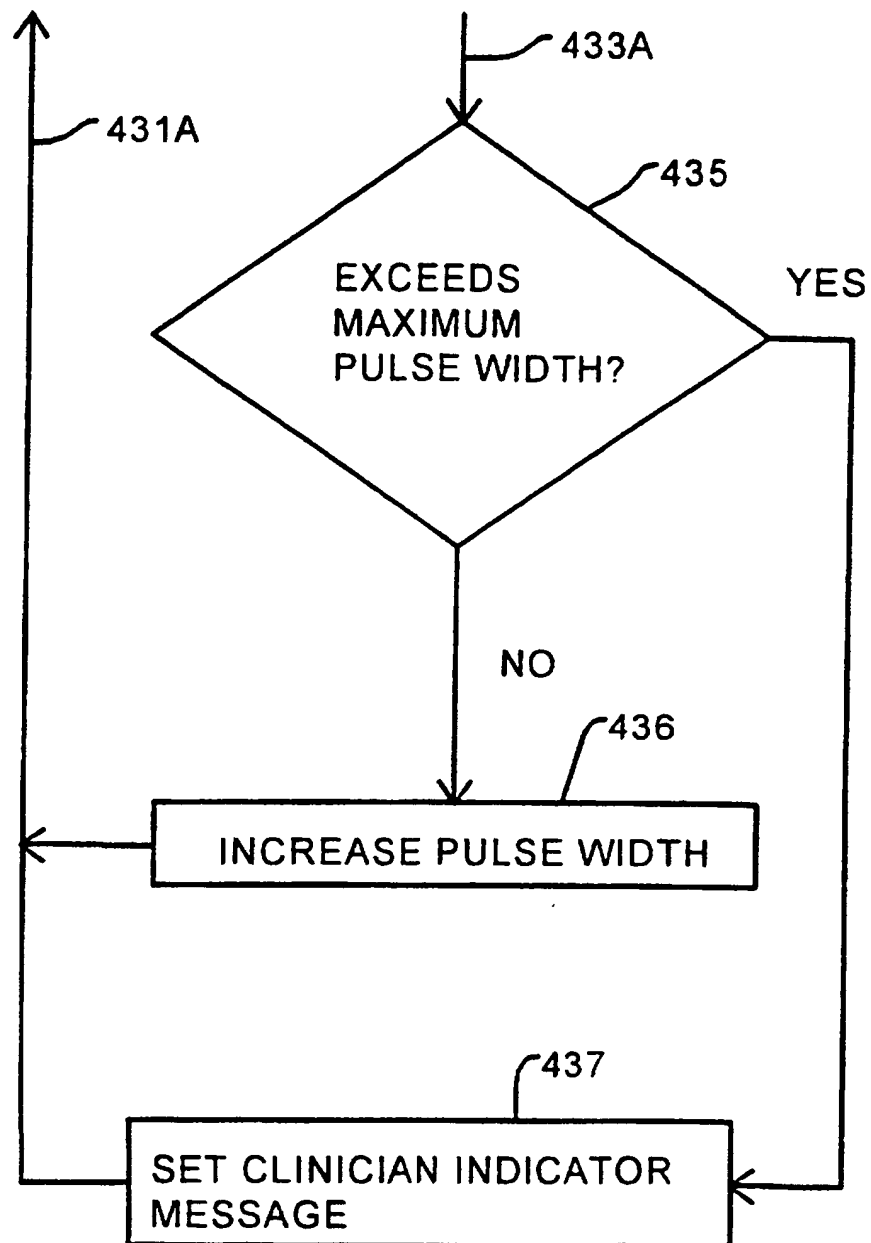 433A
431A
435
EXCEEDS
MAXIMUM
PULSE WIDTH?
YES
NO
436
INCREASE PULSE WIDTH
437
SET CLINICIAN INDICATOR
MESSAGE